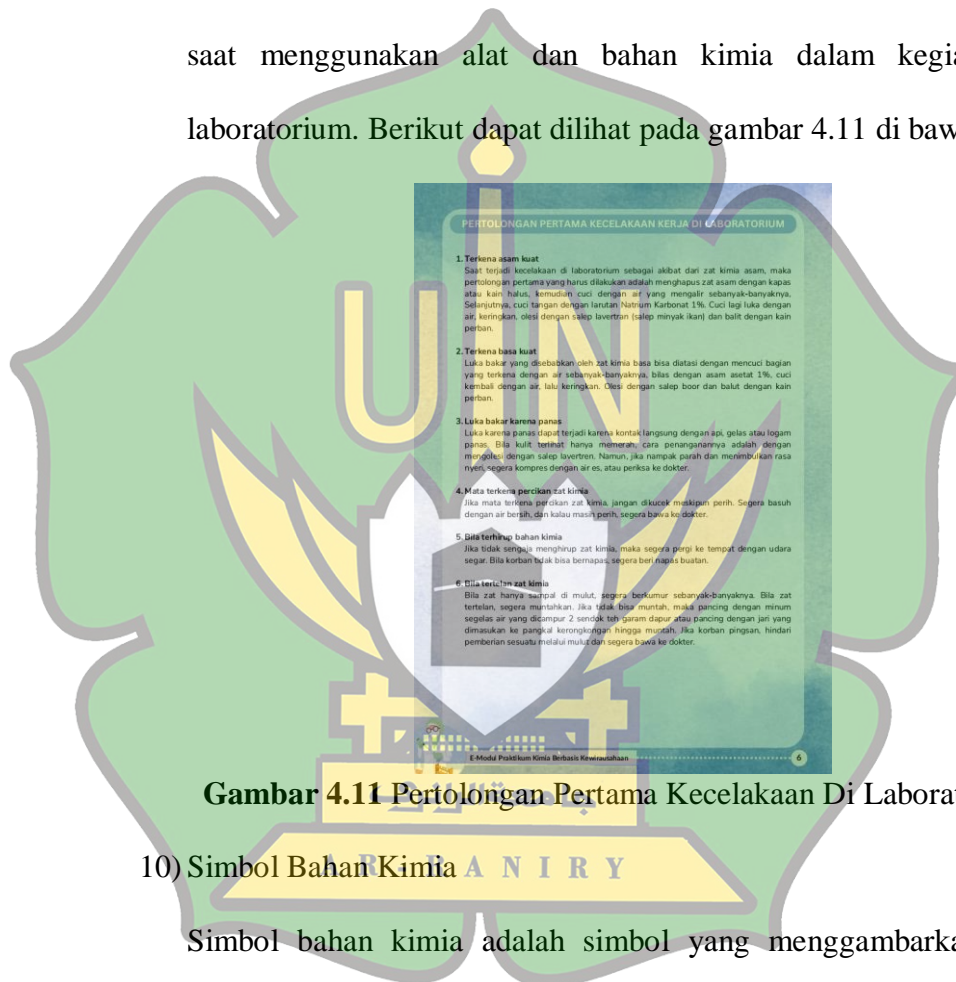 saat menggunakan alat dan bahan kimia dalam kegia
laboratorium. Berikut dapat dilihat pada gambar 4.11 di baw
PERTOLONGAN PERTAMA KECELAKAAN KERJA DI LABORATORIUM
1. Terkena asam kuat
Saat terjadi kecelakaan di laboratorium sebagai akibat dari zat kimia asam, maka
pertolongan pertama yang harus dilakukan adalah menghapus zat asam dengan kapas
atau kain halus, kemudian cuci dengan air yang mengalir sebanyak-banyaknya,
Selanjutnya, cuci tangan dengan larutan Natrium Karbonat 1%. Cuci lagi luka dengan
air, keringkan, olesi dengan salep lavertran (salep minyak ikan) dan balit dengan kain
perban.
2. Terkena basa kuat
Luka bakar yang disebabkan oleh zat kimia basa bisa diatasi dengan mencuci bagian
yang terkena dengan air sebanyak-banyaknya, bilas dengan asam asetat 1%, cuci
kembali dengan air, lalu keringkan. Olesi dengan salep boor dan balut dengan kain
perban.
3. Luka bakar karena panas
Luka karena panas dapat terjadi karena kontak langsung dengan api, gelas atau logam
panas. Bila kulit terlihat hanya memerah, cara penanganannya adalah dengan
mengolesi dengan salep lavertren. Namun, jika nampak parah dan menimbulkan rasa
nyeri, segera kompres dengan air es, atau periksa ke dokter.
4. Mata terkena percikan zat kimia
Jika mata terkena percikan zat kimia, jangan dikucek meskipun perih. Segera basuh
dengan air bersih, dan kalau masih perih, segera bawa ke dokter.
5. Bila terhirup bahan kimia
Jika tidak sengaja menghirup zat kimia, maka segera pergi ke tempat dengan udara
segar. Bila korban tidak bisa bernapas, segera beri napas buatan.
6. Bila tertelan zat kimia
Bila zat hanya sampai di mulut, segera berkumur sebanyak-banyaknya. Bila zat
tertelan, segera muntahkan. Jika tidak bisa muntah, maka pancing dengan minum
segelas air yang dicampur 2 sendok teh garam dapur atau pancing dengan jari yang
dimasukan ke pangkal kerongkongan hingga muntah. Jika korban pingsan, hindari
pemberian sesuatu melalui mulut dan segera bawa ke dokter.
E-Modul Praktikum Kimia Berbasis Kewirausahaan
6
UIN
Gambar 4.11 Pertolongan Pertama Kecelakaan Di Labora
جامعة الرانري
AR-RANIRY
10) Simbol Bahan Kimia
Simbol bahan kimia adalah simbol yang menggambarka